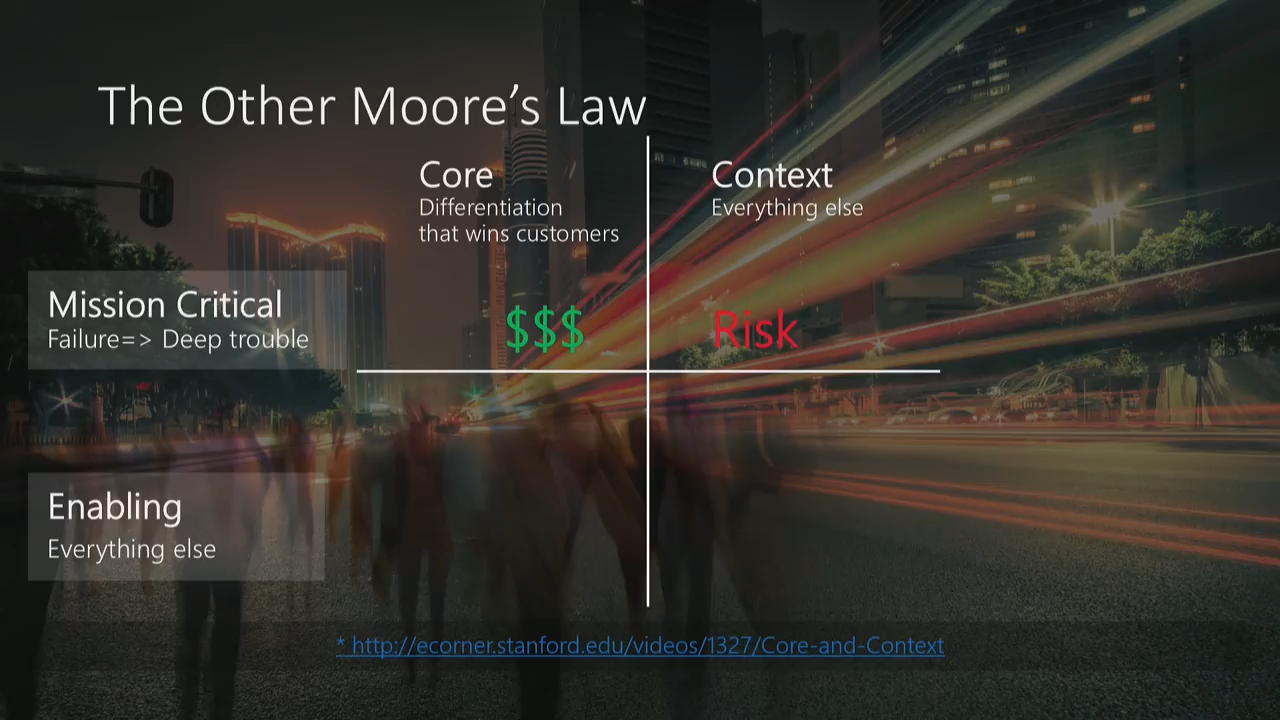 The Other Moore’s Law
Core
Differentiation
that wins customers
Context
Everything else
Mission Critical
Failure=> Deep trouble
$$$
Risk
Enabling
Everything else
* http://ecorner.stanford.edu/videos/1327/Core-and-Context